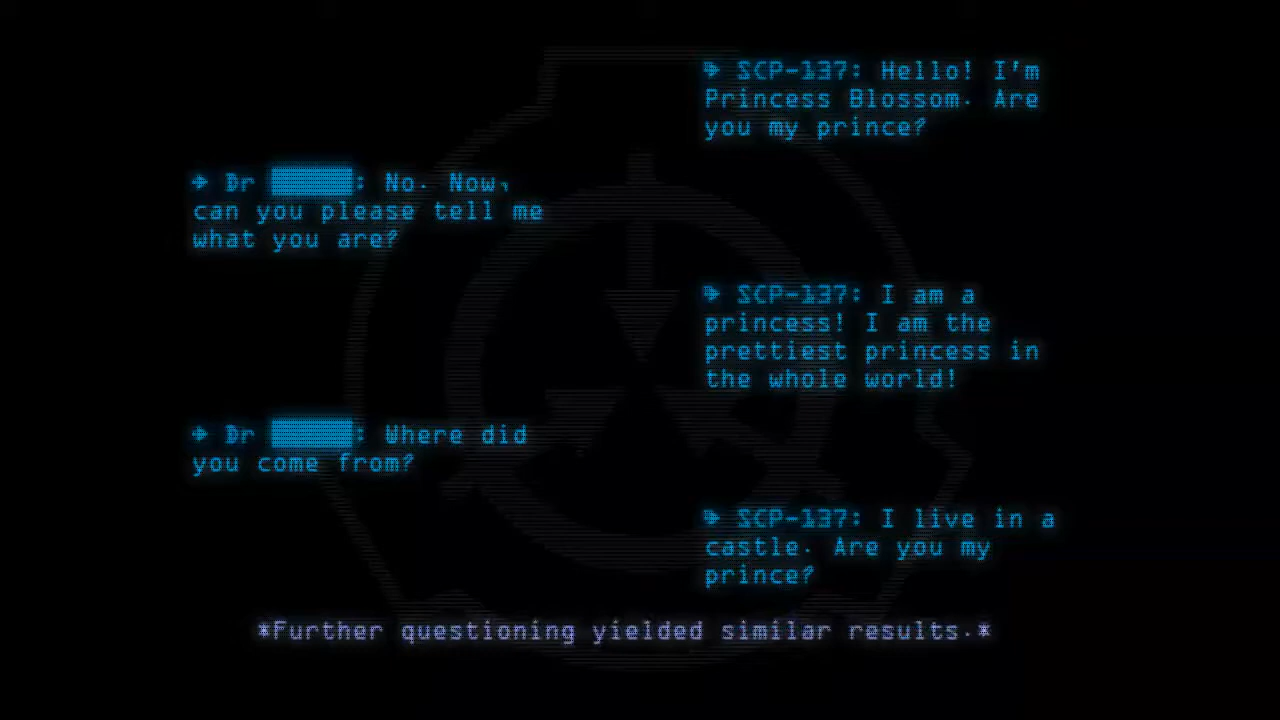 → SCP-137: Hello! I'm
Princess Blossom. Are
you my prince?
→ Dr █████: No. Now,
can you please tell me
what you are?
→ SCP-137: I am a
princess! I am the
prettiest princess in
the whole world!
→ Dr █████: Where did
you come from?
→ SCP-137: I live in a
castle. Are you my
prince?
*Further questioning yielded similar results.*